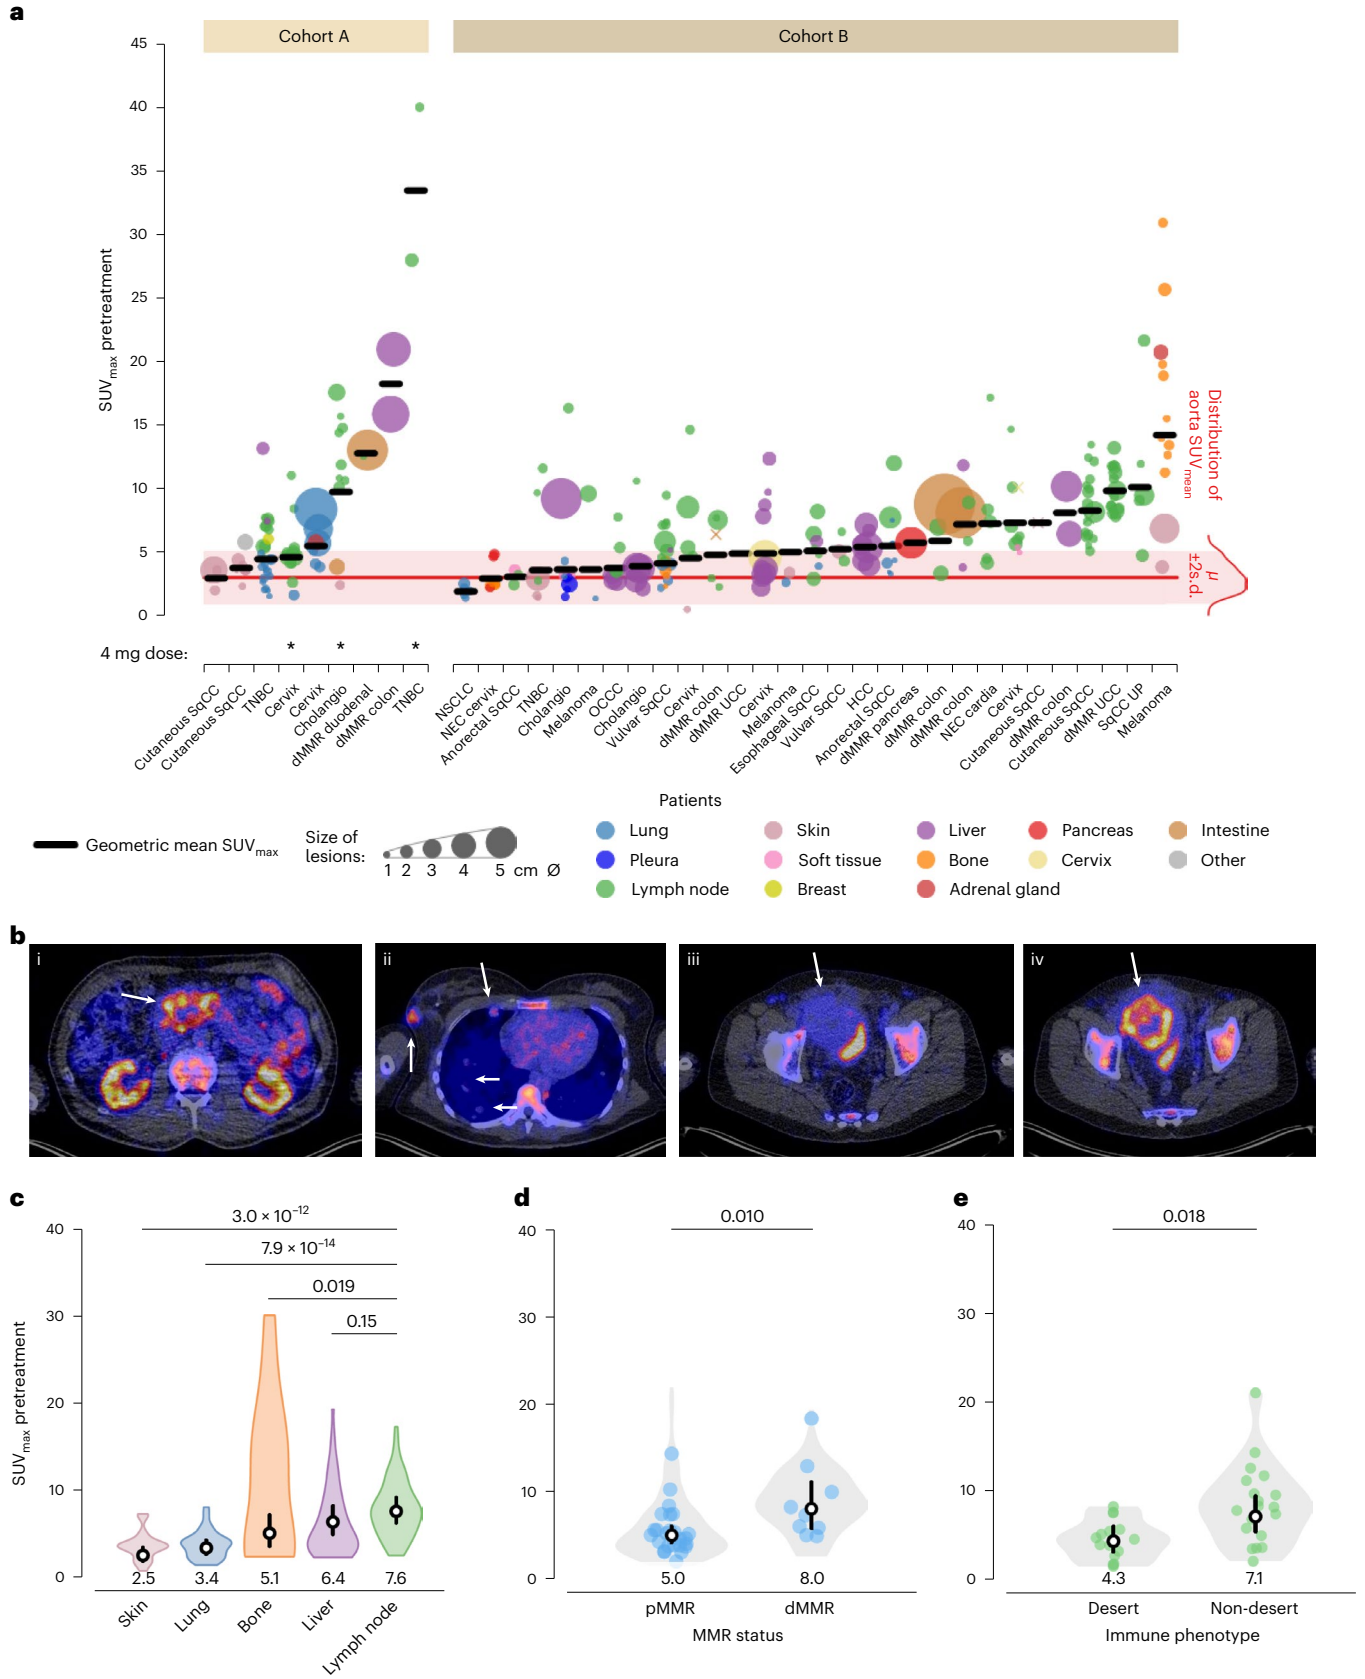 a
Cohort A
Cohort B
45
40
35
30
25
20
15
10
5
0
SUVmax pretreatment
Distribution of
aorta SUVmean
μ
±2s.d.
4 mg dose:
* * *
Cutaneous SqCC
Cutaneous SqCC
TNBC
Cervix
Cervix
Cholangio
dMMR duodenal
dMMR colon
TNBC
NSCLC
NEC cervix
Anorectal SqCC
TNBC
Cholangio
Melanoma
OCCC
Cholangio
Vulvar SqCC
Cervix
dMMR colon
dMMR UCC
Cervix
Melanoma
Esophageal SqCC
Vulvar SqCC
HCC
Anorectal SqCC
dMMR pancreas
dMMR colon
dMMR colon
NEC cardia
Cervix
Cutaneous SqCC
dMMR colon
Cutaneous SqCC
dMMR UCC
SqCC UP
Melanoma
Patients
Geometric mean SUVmax
Size of
lesions:
1 2 3 4 5 cm Ø
Lung
Skin
Liver
Pancreas
Intestine
Pleura
Soft tissue
Bone
Cervix
Other
Lymph node
Breast
Adrenal gland
b
i
ii
iii
iv
c
3.0 × 10⁻¹²
7.9 × 10⁻¹⁴
0.019
0.15
40
30
20
10
0
SUVmax pretreatment
2.5 3.4 5.1 6.4 7.6
Skin
Lung
Bone
Liver
Lymph node
d
0.010
40
30
20
10
0
5.0 8.0
pMMR dMMR
MMR status
e
0.018
40
30
20
10
0
4.3 7.1
Desert Non-desert
Immune phenotype